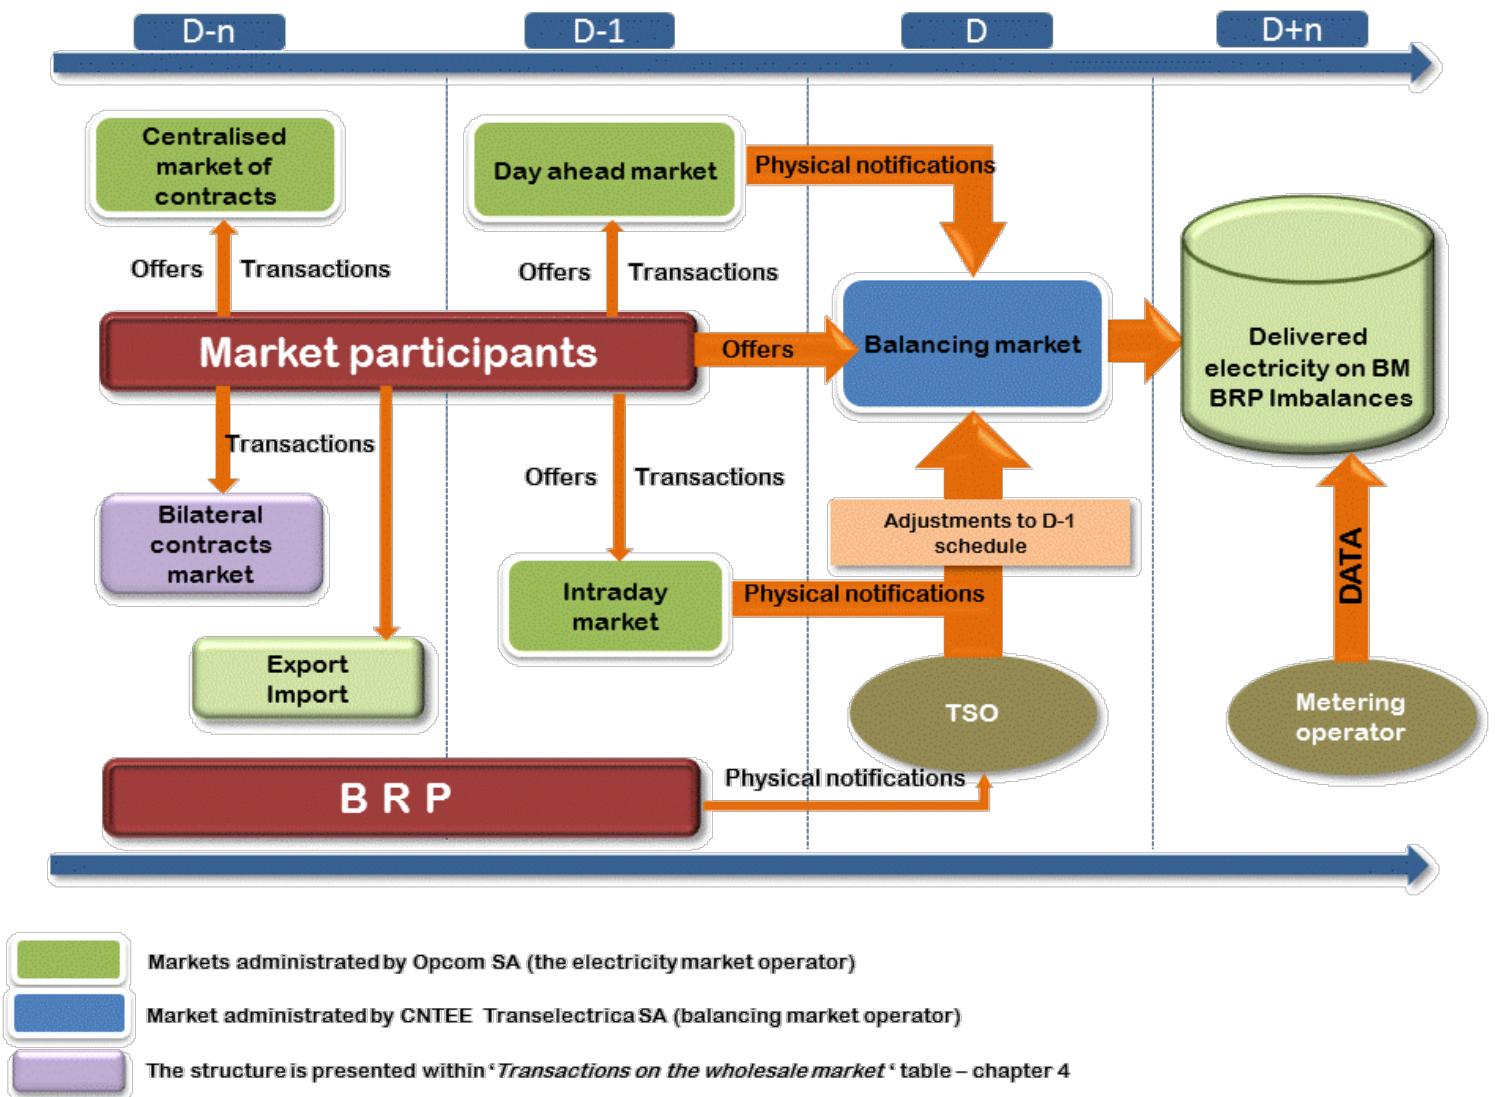 D-n
D-1
D
D+n
Centralised
market of
contracts
Day ahead market
Physical notifications
Offers
Transactions
Offers
Transactions
Market participants
Offers
Balancing market
Delivered
electricity on BM
BRP Imbalances
Transactions
Offers
Transactions
Bilateral
contracts
market
Adjustments to D-1
schedule
DATA
Intraday
market
Physical notifications
Export
Import
TSO
Metering
operator
B R P
Physical notifications
Markets administrated by Opcom SA (the electricity market operator)
Market administrated by CNTEE Transelectrica SA (balancing market operator)
The structure is presented within ‘Transactions on the wholesale market ‘ table – chapter 4